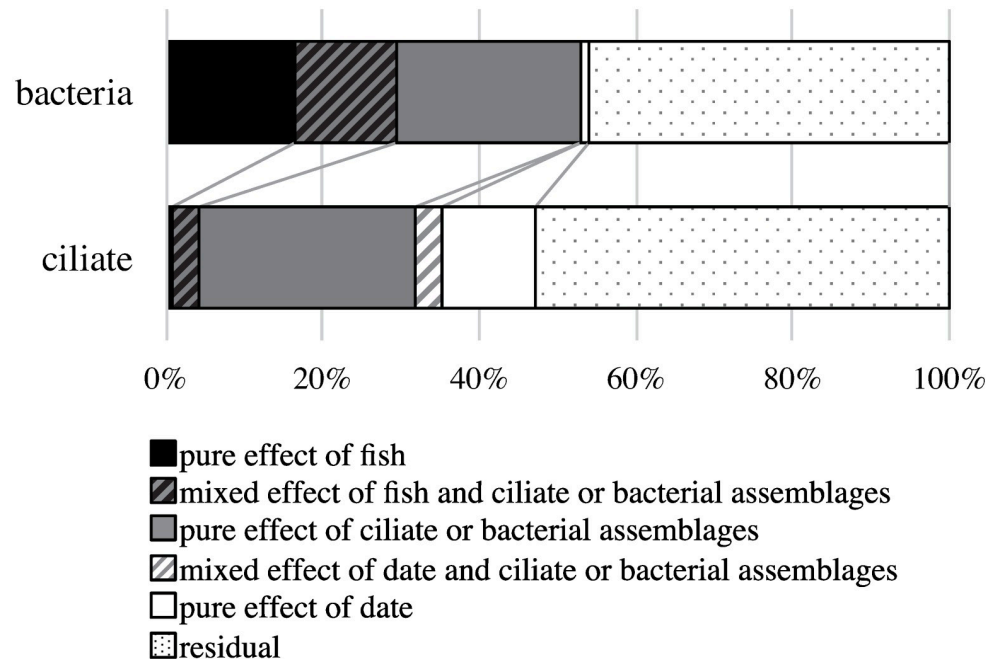 bacteria
ciliate
0% 20% 40% 60% 80% 100%
pure effect of fish
mixed effect of fish and ciliate or bacterial assemblages
pure effect of ciliate or bacterial assemblages
mixed effect of date and ciliate or bacterial assemblages
pure effect of date
residual